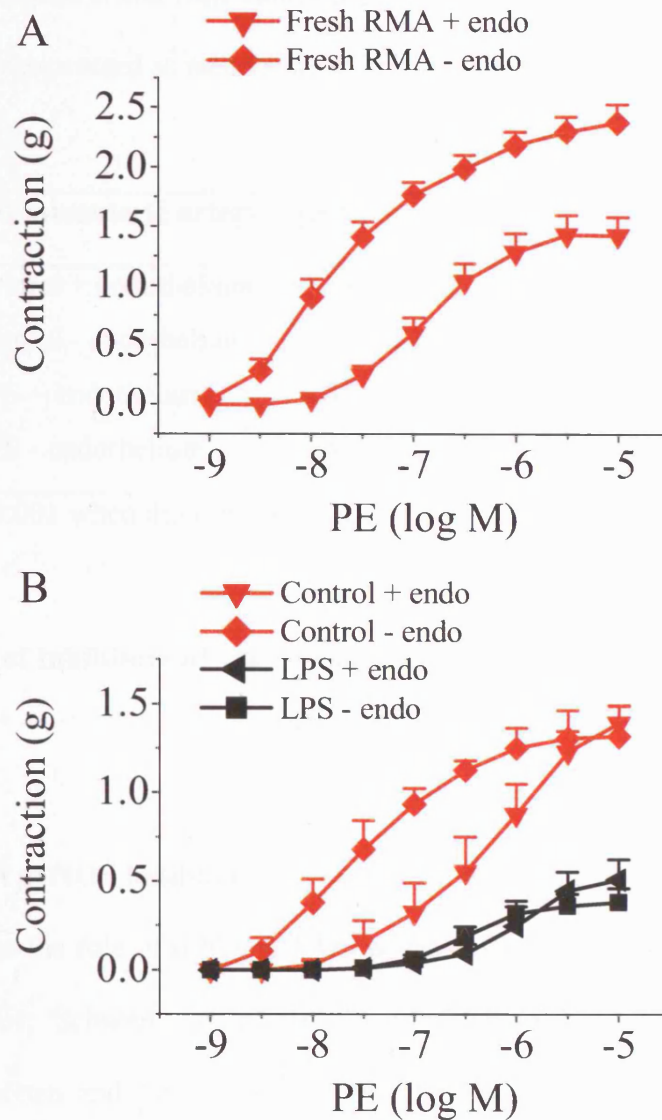 A
Fresh RMA + endo
Fresh RMA - endo
Contraction (g)
2.5
2.0
1.5
1.0
0.5
0.0
-9 -8 -7 -6 -5
PE (log M)
B
Control + endo
Control - endo
LPS + endo
LPS - endo
Contraction (g)
1.5
1.0
0.5
0.0
-9 -8 -7 -6 -5
PE (log M)